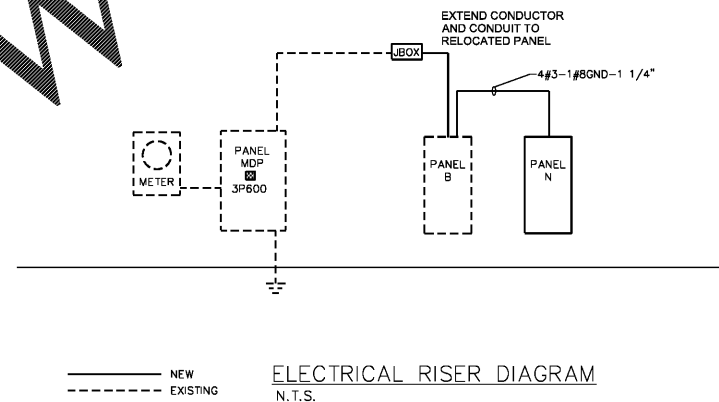 EXTEND CONDUCTOR
AND CONDUIT TO
RELOCATED PANEL
JBOX
4#3-1#8GND-1 1/4"
METER
PANEL
MDP
3P600
PANEL
B
PANEL
N
NEW
EXISTING
ELECTRICAL RISER DIAGRAM
N.T.S.